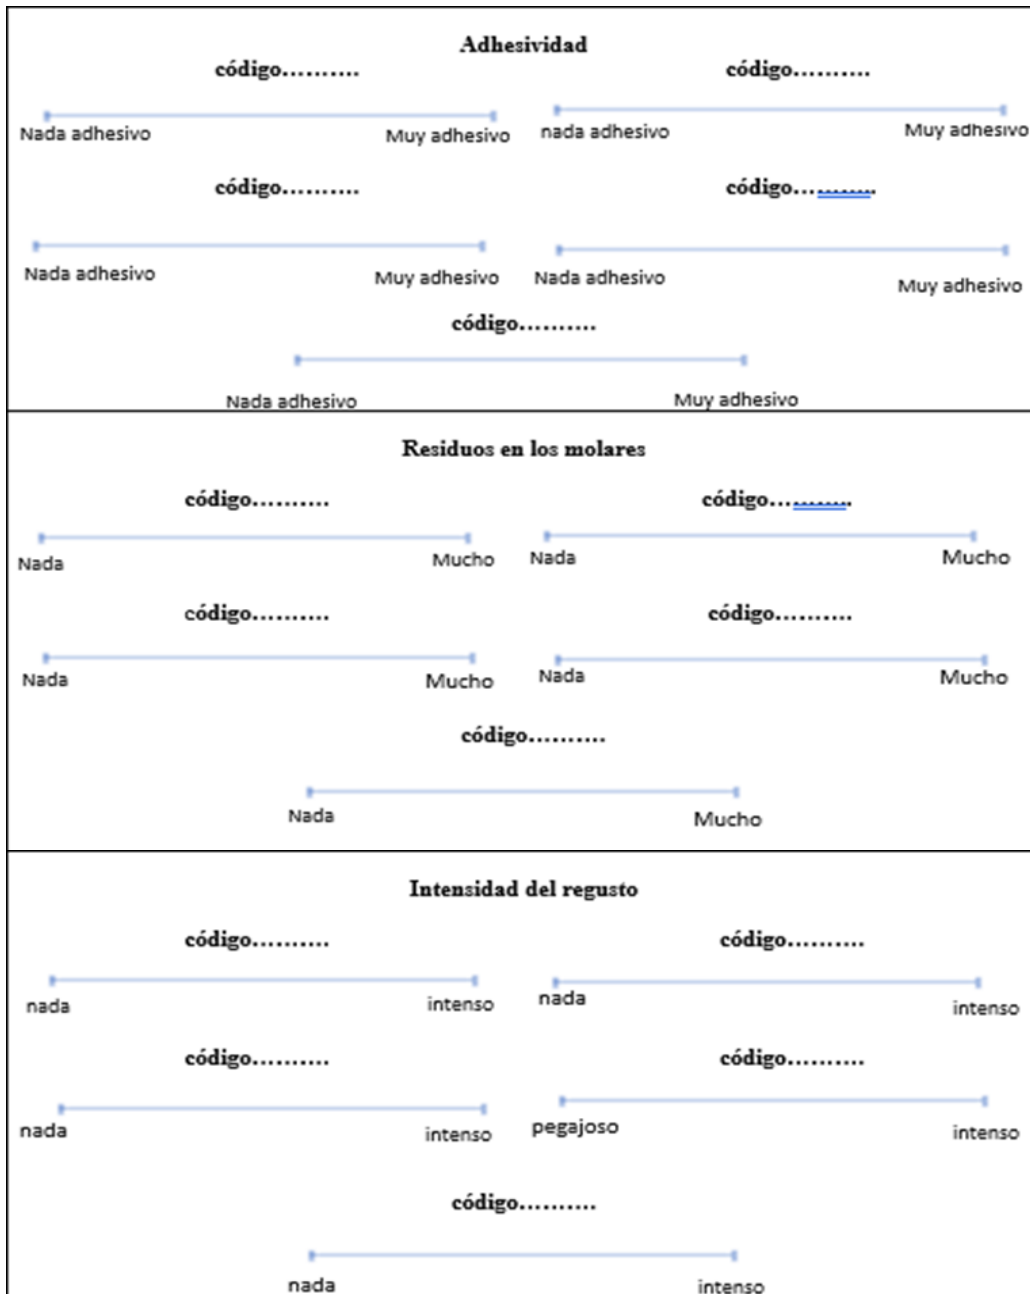 Adhesividad
código………. código……….
Nada adhesivo Muy adhesivo nada adhesivo Muy adhesivo
código………. código………..
Nada adhesivo Muy adhesivo Nada adhesivo Muy adhesivo
código……….
Nada adhesivo Muy adhesivo
Residuos en los molares
código………. código………..
Nada Mucho Nada Mucho
código………. código……….
Nada Mucho Nada Mucho
código……….
Nada Mucho
Intensidad del regusto
código………. código……….
nada intenso nada intenso
código………. código……….
nada intenso pegajoso intenso
código……….
nada intenso